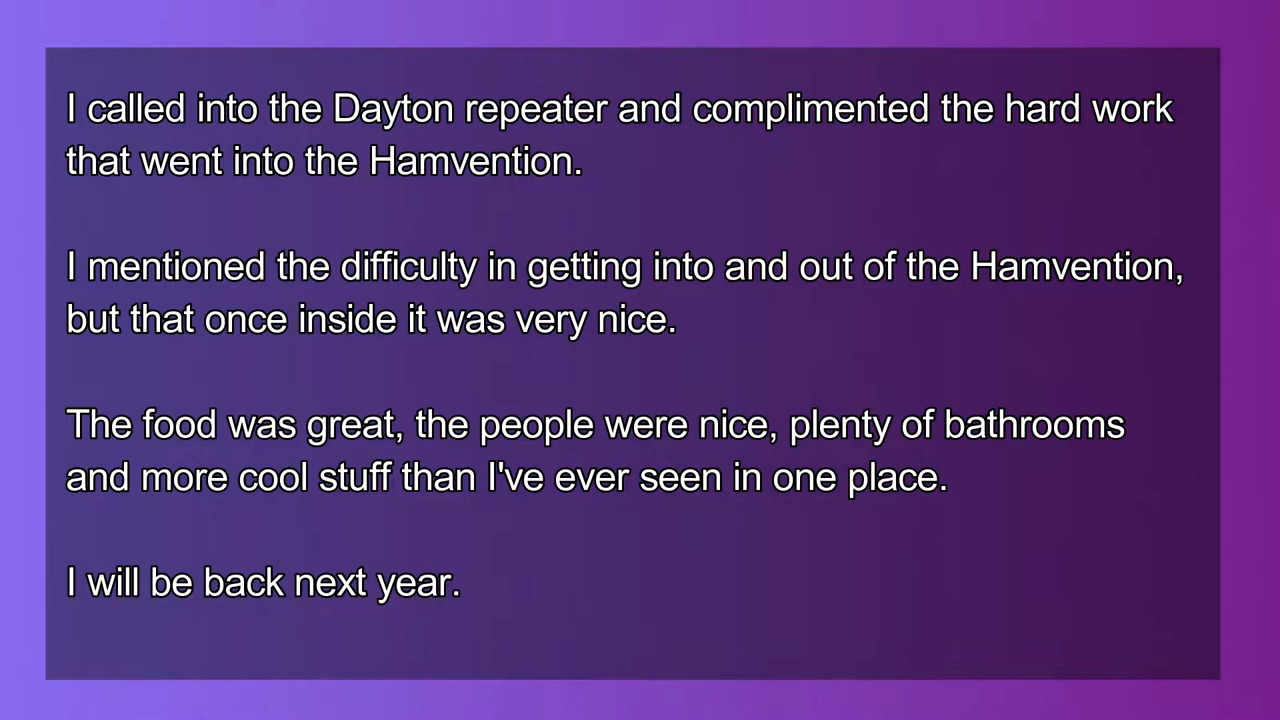 I called into the Dayton repeater and complimented the hard work
that went into the Hamvention.
I mentioned the difficulty in getting into and out of the Hamvention,
but that once inside it was very nice.
The food was great, the people were nice, plenty of bathrooms
and more cool stuff than I've ever seen in one place.
I will be back next year.